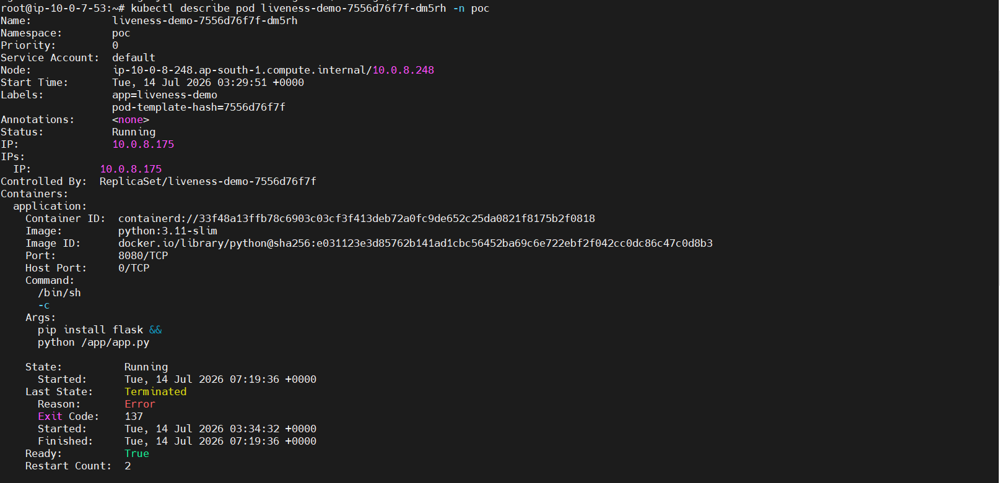 root@ip-10-0-7-53:~# kubectl describe pod liveness-demo-7556d76f7f-dm5rh -n poc
Name:             liveness-demo-7556d76f7f-dm5rh
Namespace:        poc
Priority:         0
Service Account:  default
Node:             ip-10-0-8-248.ap-south-1.compute.internal/10.0.8.248
Start Time:       Tue, 14 Jul 2026 03:29:51 +0000
Labels:           app=liveness-demo
                  pod-template-hash=7556d76f7f
Annotations:      <none>
Status:           Running
IP:               10.0.8.175
IPs:
  IP:           10.0.8.175
Controlled By:  ReplicaSet/liveness-demo-7556d76f7f
Containers:
  application:
    Container ID:  containerd://33f48a13ffb78c6903c03cf3f413deb72a0fc9de652c25da0821f8175b2f0818
    Image:         python:3.11-slim
    Image ID:      docker.io/library/python@sha256:e031123e3d85762b141ad1cbc56452ba69c6e722ebf2f042cc0dc86c47c0d8b3
    Port:          8080/TCP
    Host Port:     0/TCP
    Command:
      /bin/sh
      -c
    Args:
      pip install flask &&
      python /app/app.py
    State:          Running
      Started:      Tue, 14 Jul 2026 07:19:36 +0000
    Last State:     Terminated
      Reason:       Error
      Exit Code:    137
      Started:      Tue, 14 Jul 2026 03:34:32 +0000
      Finished:     Tue, 14 Jul 2026 07:19:36 +0000
    Ready:          True
    Restart Count:  2